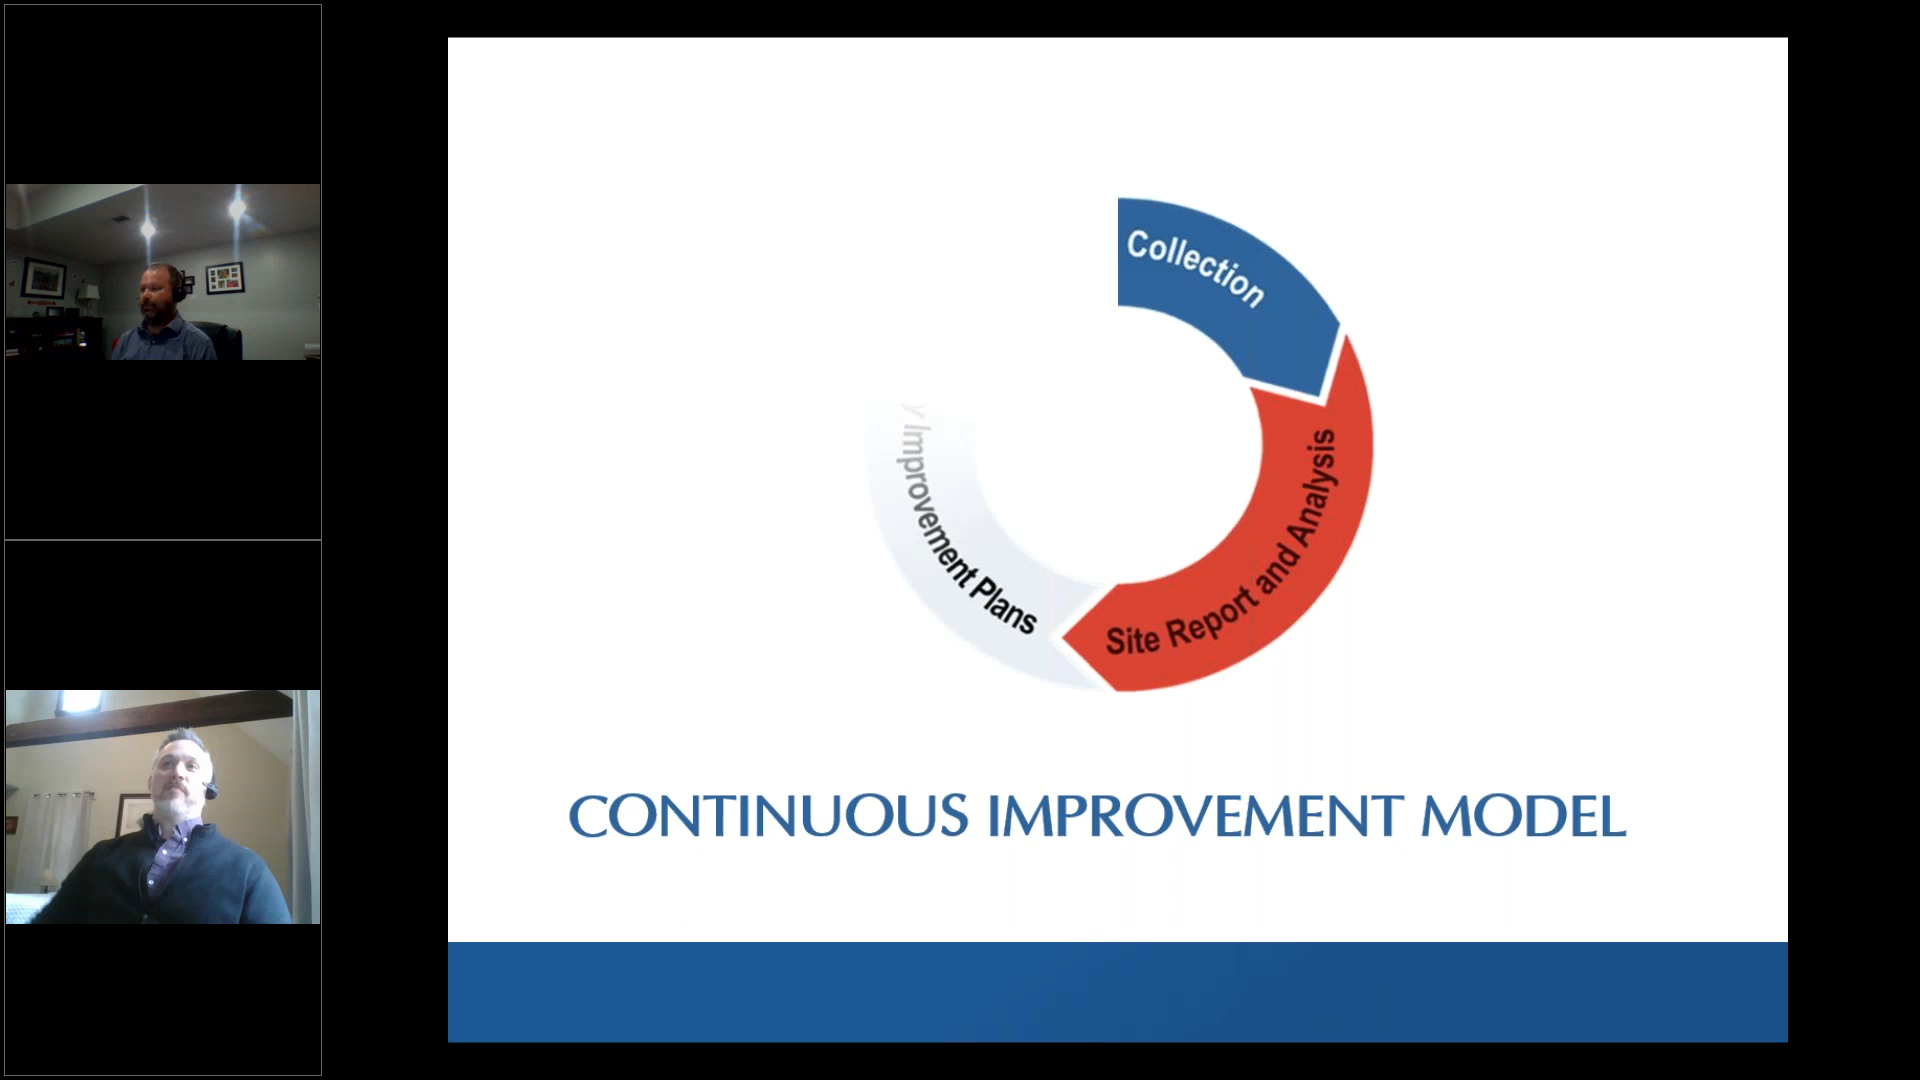 Collection
Site Report and Analysis
y Improvement Plans
CONTINUOUS IMPROVEMENT MODEL